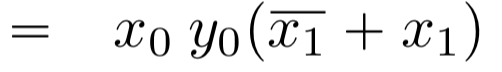 = x₀ y₀(x̅₁ + x₁)